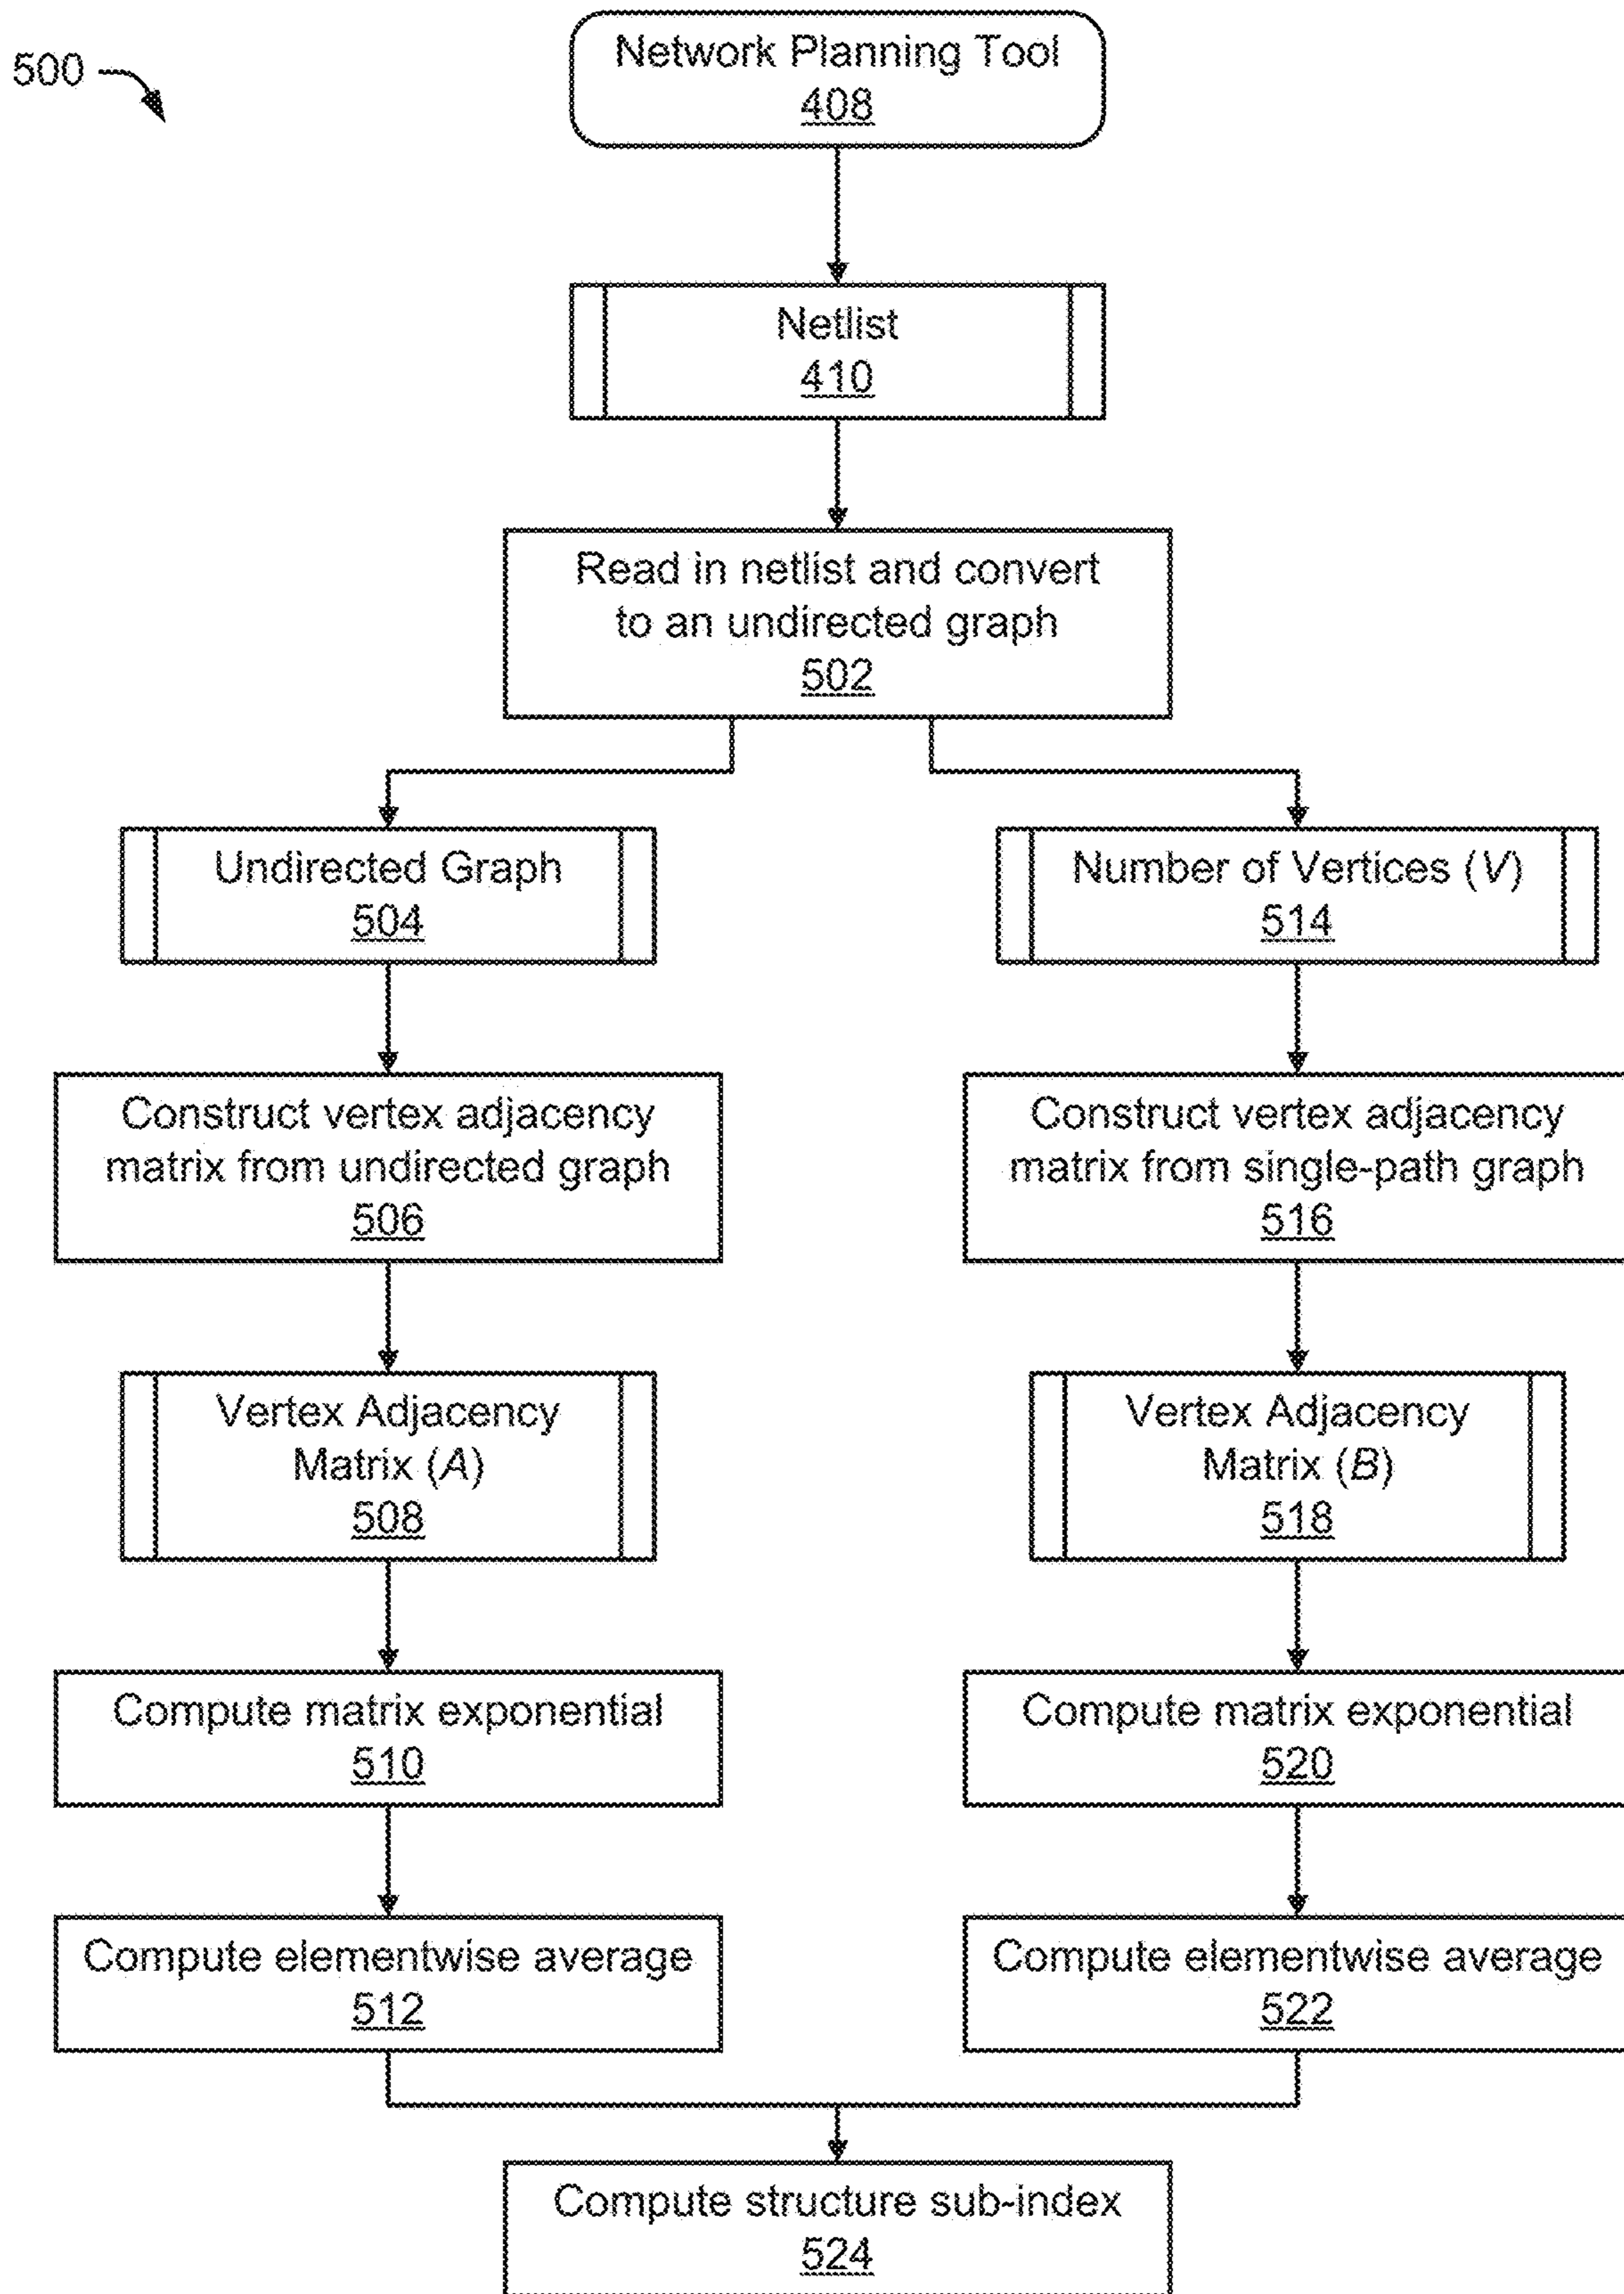 500
Network Planning Tool
408
Netlist
410
Read in netlist and convert
to an undirected graph
502
Undirected Graph
504
Number of Vertices (V)
514
Construct vertex adjacency
matrix from undirected graph
506
Construct vertex adjacency
matrix from single-path graph
516
Vertex Adjacency
Matrix (A)
508
Vertex Adjacency
Matrix (B)
518
Compute matrix exponential
510
Compute matrix exponential
520
Compute elementwise average
512
Compute elementwise average
522
Compute structure sub-index
524